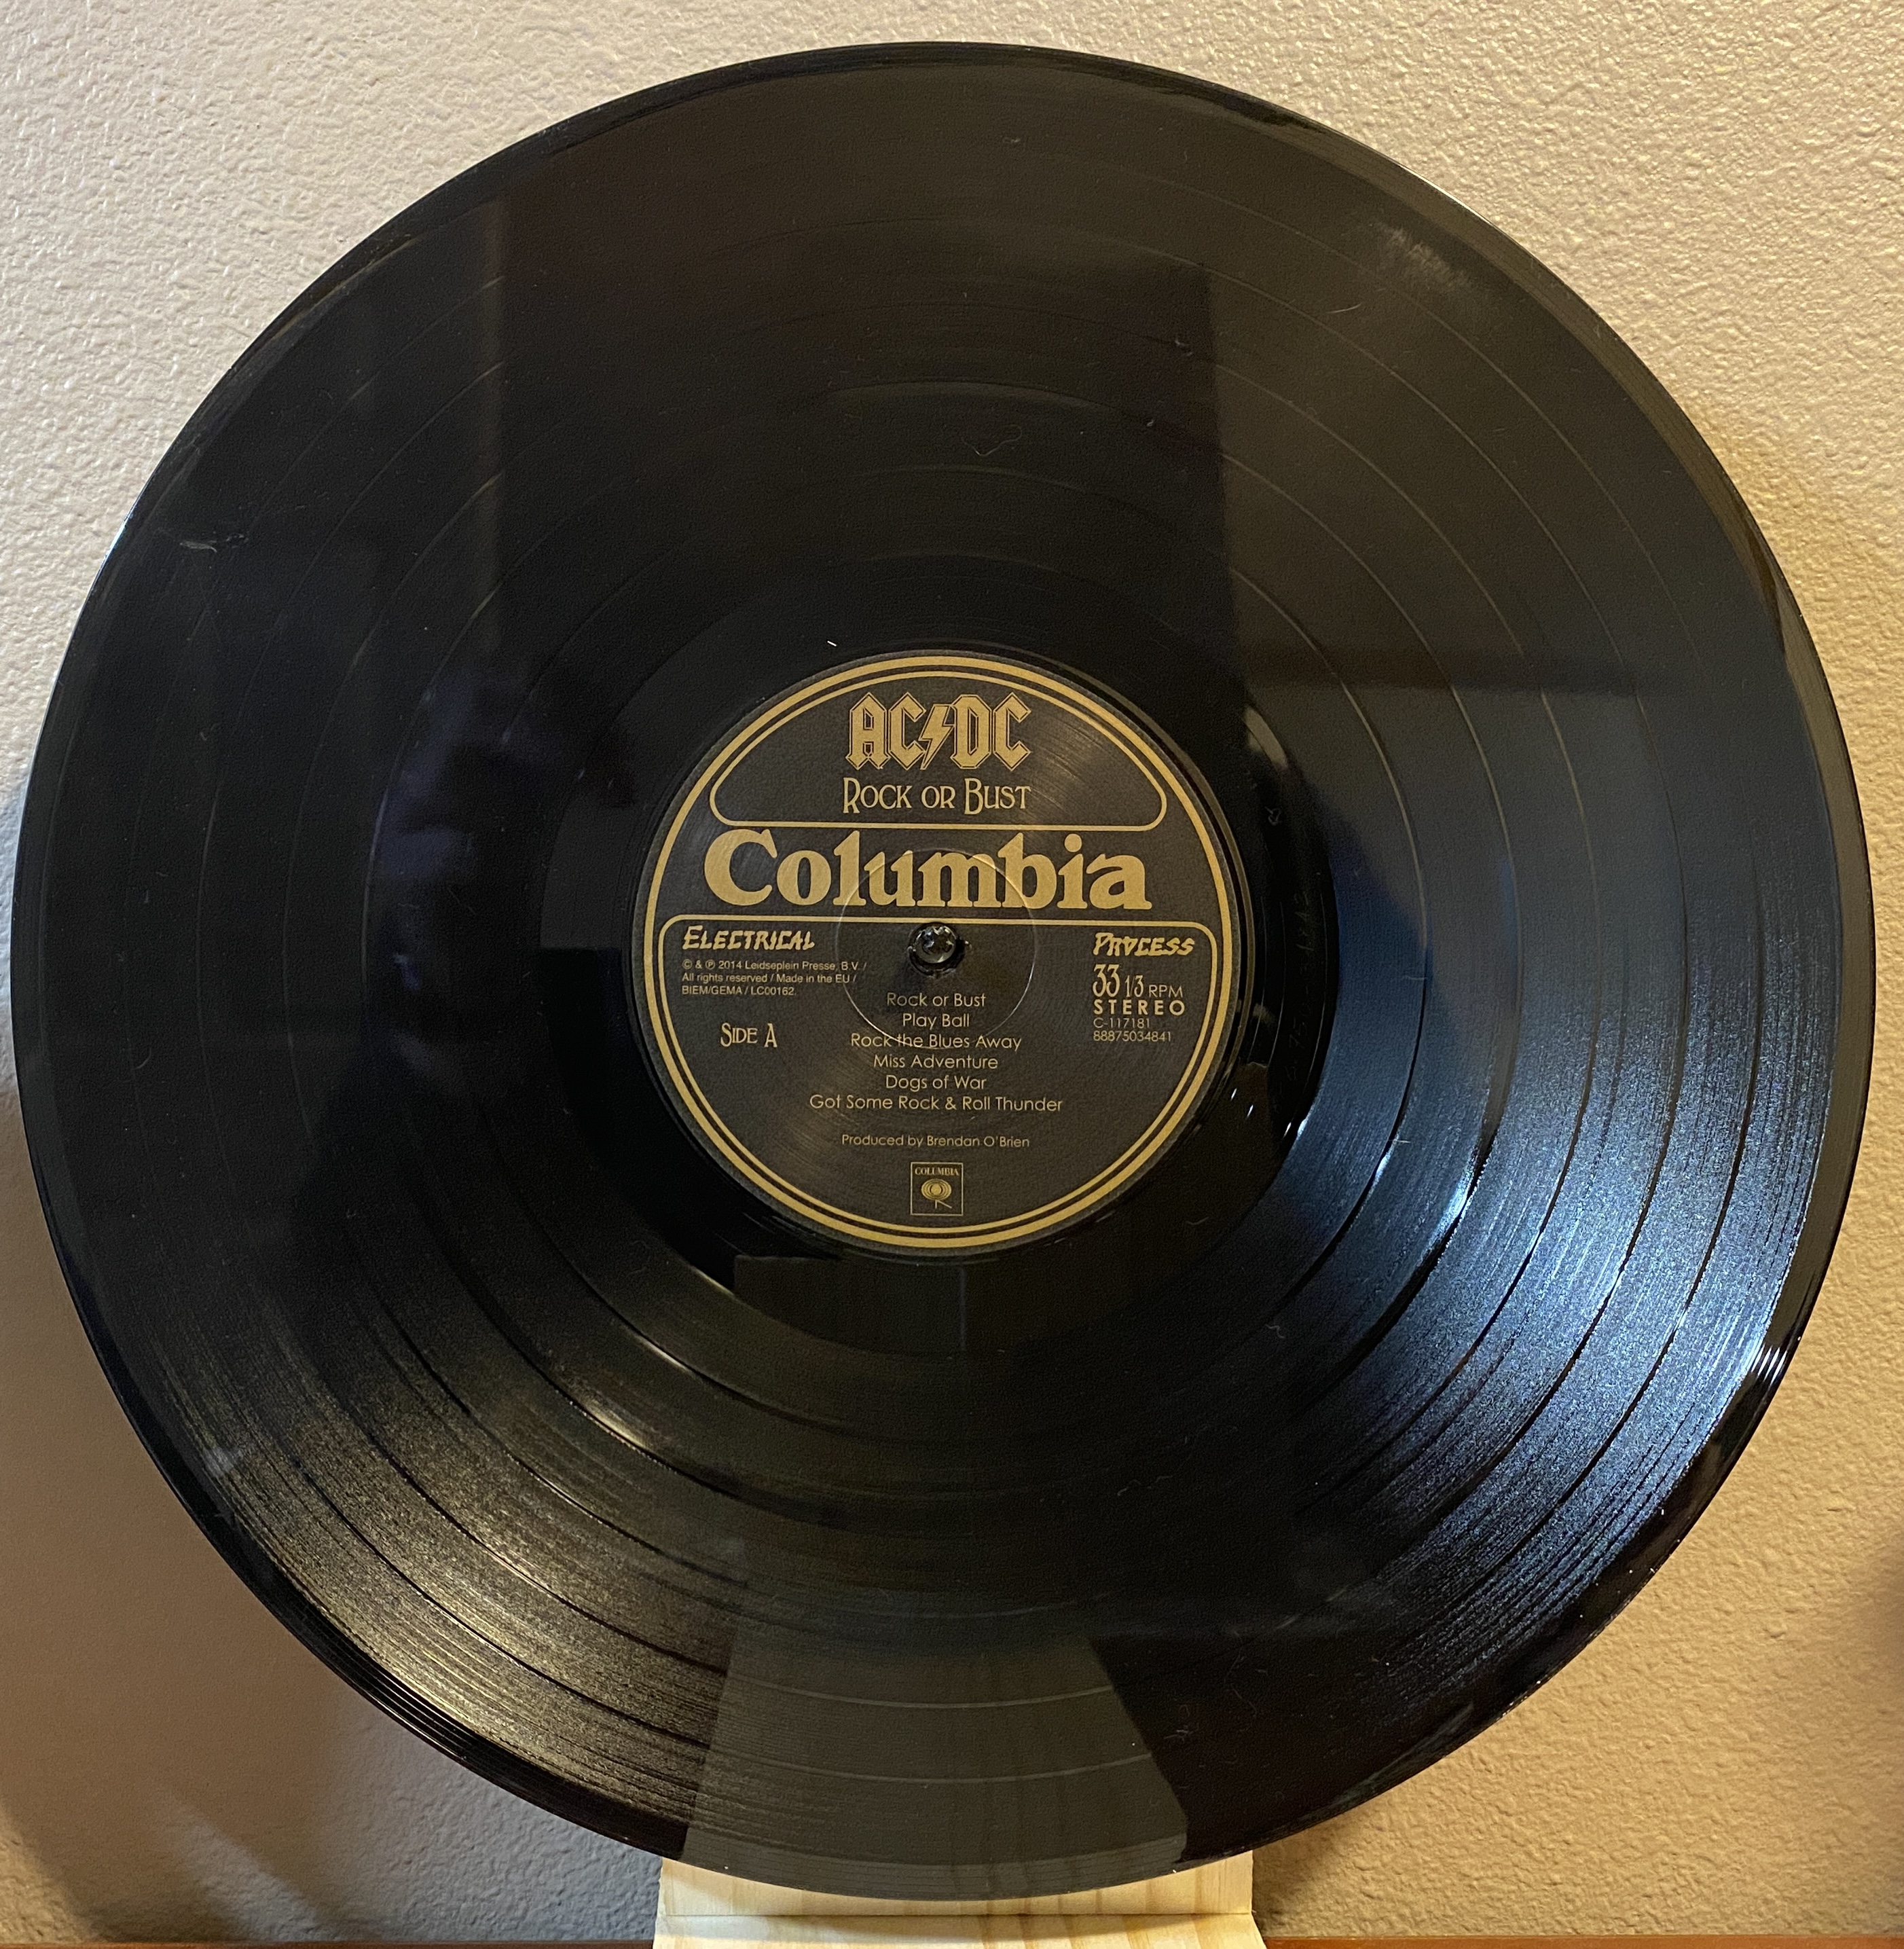 AC⚡DC
Rock or Bust
Columbia
Electrical
Process
© & ℗ 2014 Leidseplein Presse, B.V. /
All rights reserved / Made in the EU /
BIEM/GEMA / LC00162.
33 1/3 RPM
STEREO
C-117181
88875034841
Side A
Rock or Bust
Play Ball
Rock the Blues Away
Miss Adventure
Dogs of War
Got Some Rock & Roll Thunder
Produced by Brendan O'Brien
COLUMBIA